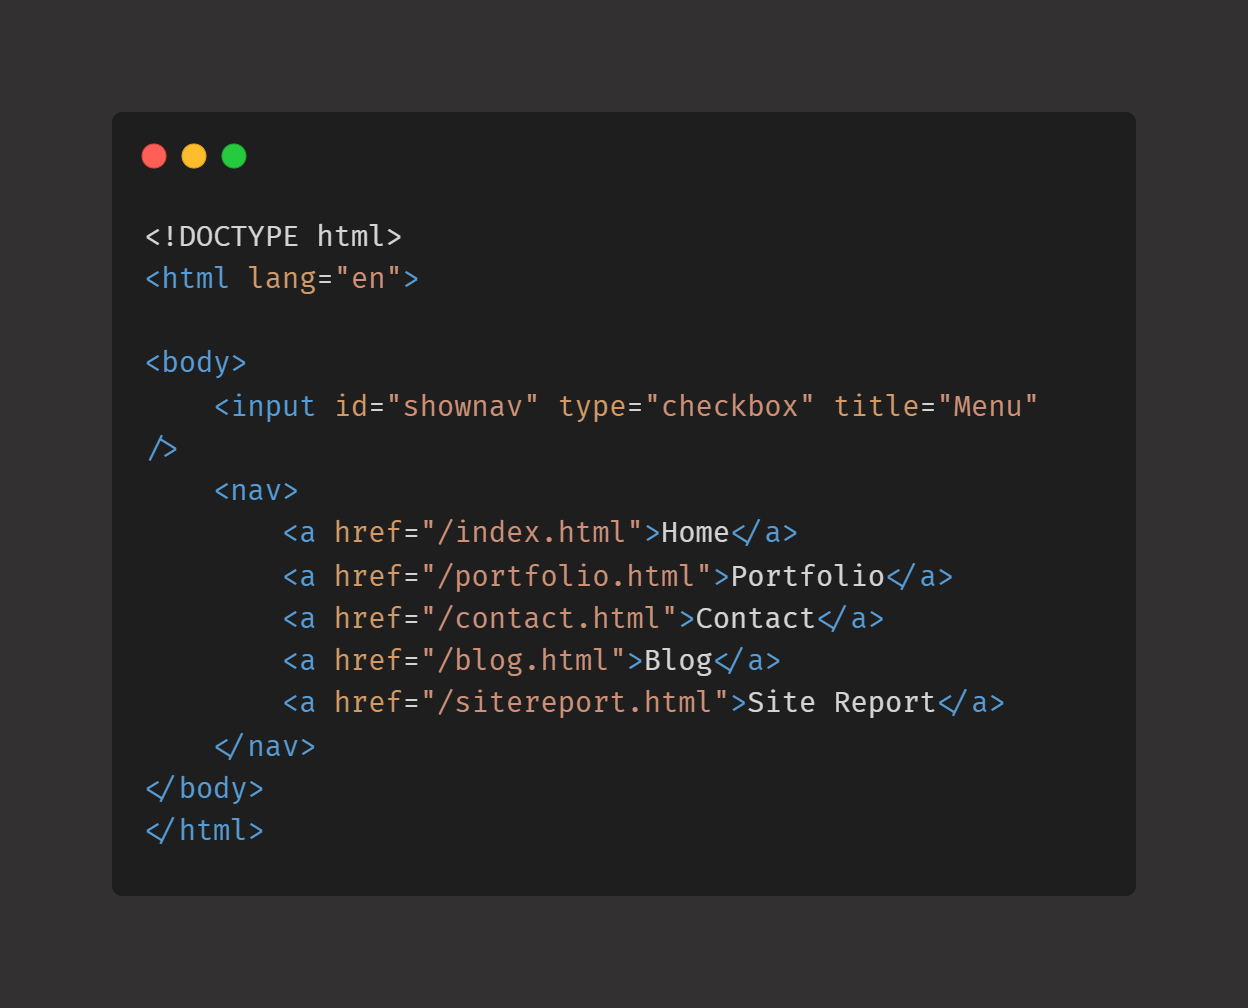 <!DOCTYPE html>
<html lang="en">

<body>
    <input id="shownav" type="checkbox" title="Menu"
/>
    <nav>
        <a href="/index.html">Home</a>
        <a href="/portfolio.html">Portfolio</a>
        <a href="/contact.html">Contact</a>
        <a href="/blog.html">Blog</a>
        <a href="/sitereport.html">Site Report</a>
    </nav>
</body>
</html>